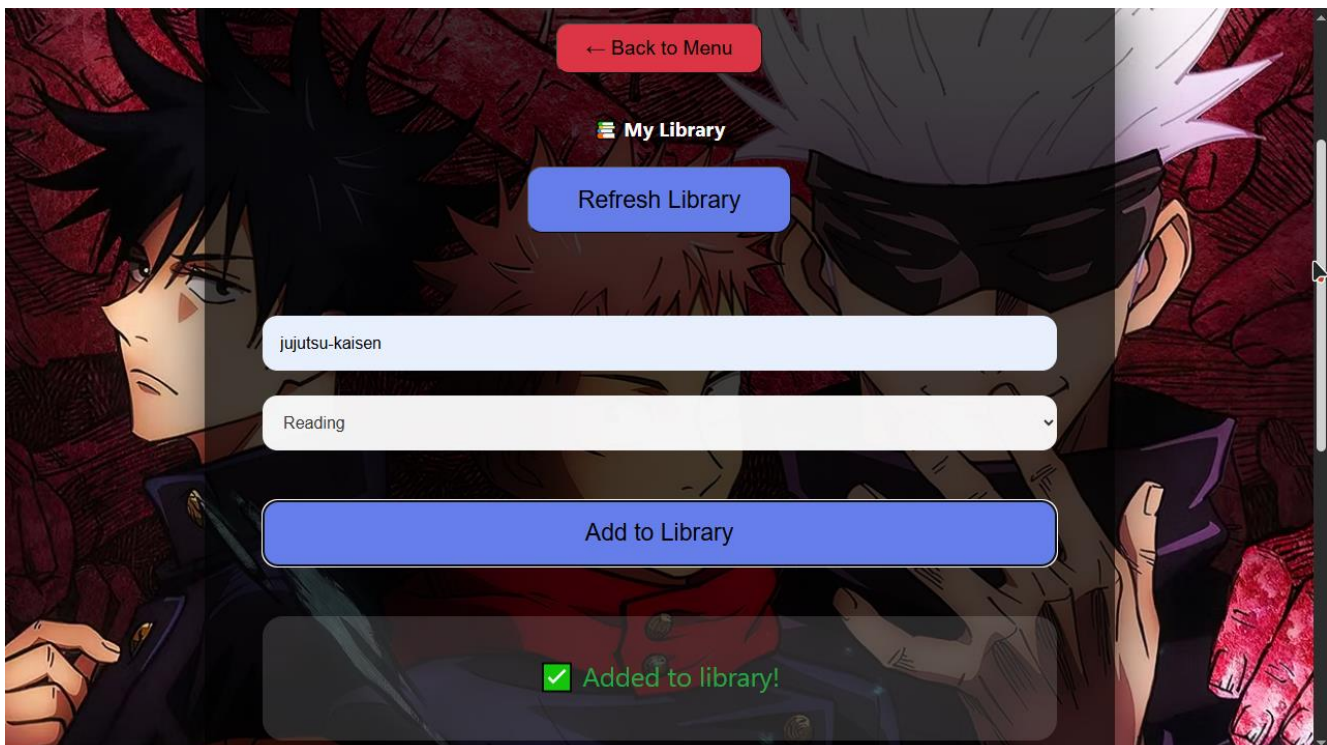 ← Back to Menu
📚 My Library
Refresh Library
jujutsu-kaisen
Reading
Add to Library
✅ Added to library!